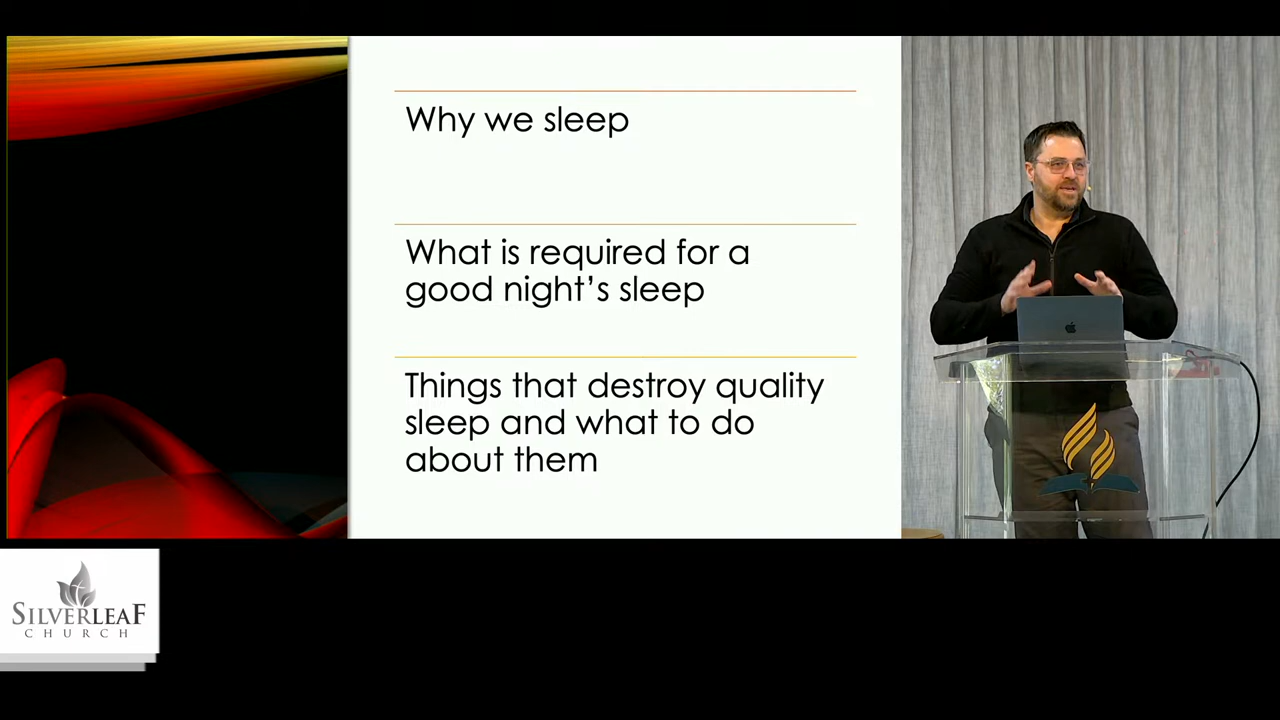 Why we sleep
What is required for a
good night's sleep
Things that destroy quality
sleep and what to do
about them
SILVERLEAF
CHURCH